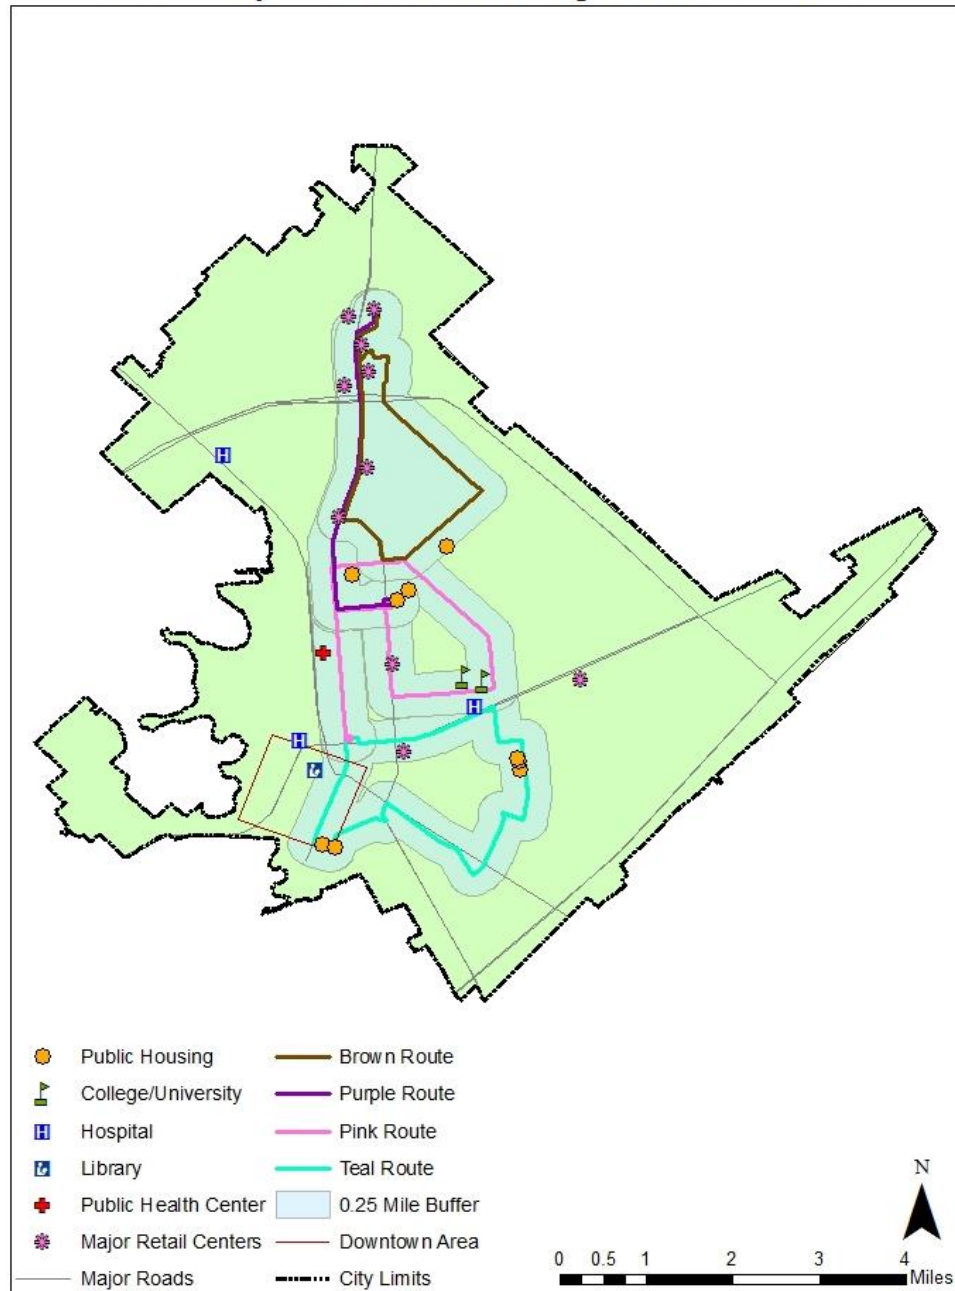 Public Housing
Brown Route
College/University
Purple Route
Hospital
Pink Route
Library
Teal Route
Public Health Center
0.25 Mile Buffer
Major Retail Centers
Downtown Area
Major Roads
City Limits
N
0 0.5 1 2 3 4
Miles
H
H
H
H